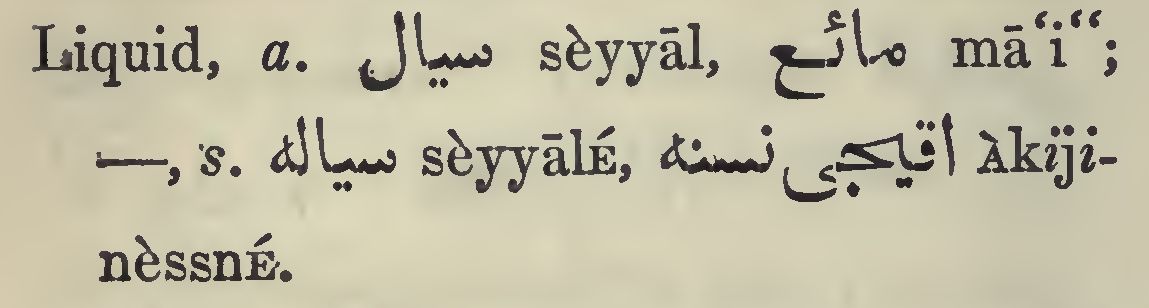 Liquid, a. سيال sèyyāl, مائع mā‘i‘‘;
—, s. سياله sèyyālÉ, اقيجى نسنه Àkiji-
nèssnÉ.